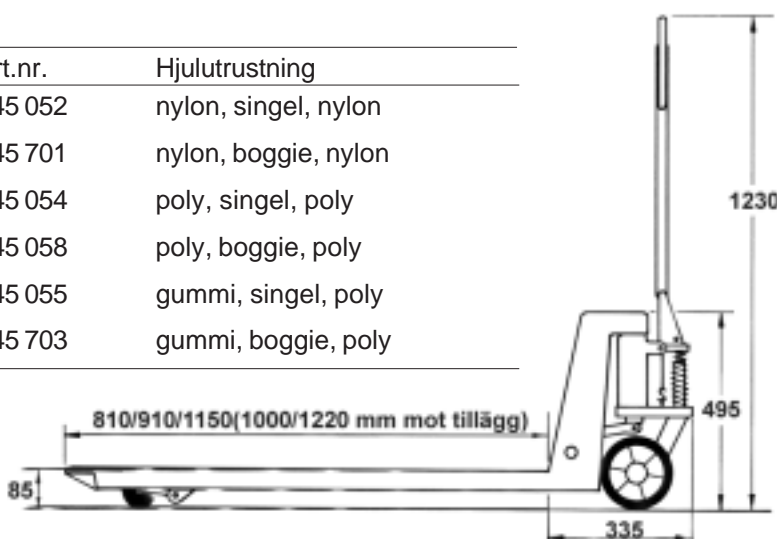 rt.nr. Hjulutrustning
45 052 nylon, singel, nylon
45 701 nylon, boggie, nylon
45 054 poly, singel, poly
45 058 poly, boggie, poly
45 055 gummi, singel, poly
45 703 gummi, boggie, poly
1230
495
810/910/1150(1000/1220 mm mot tillägg)
85
335